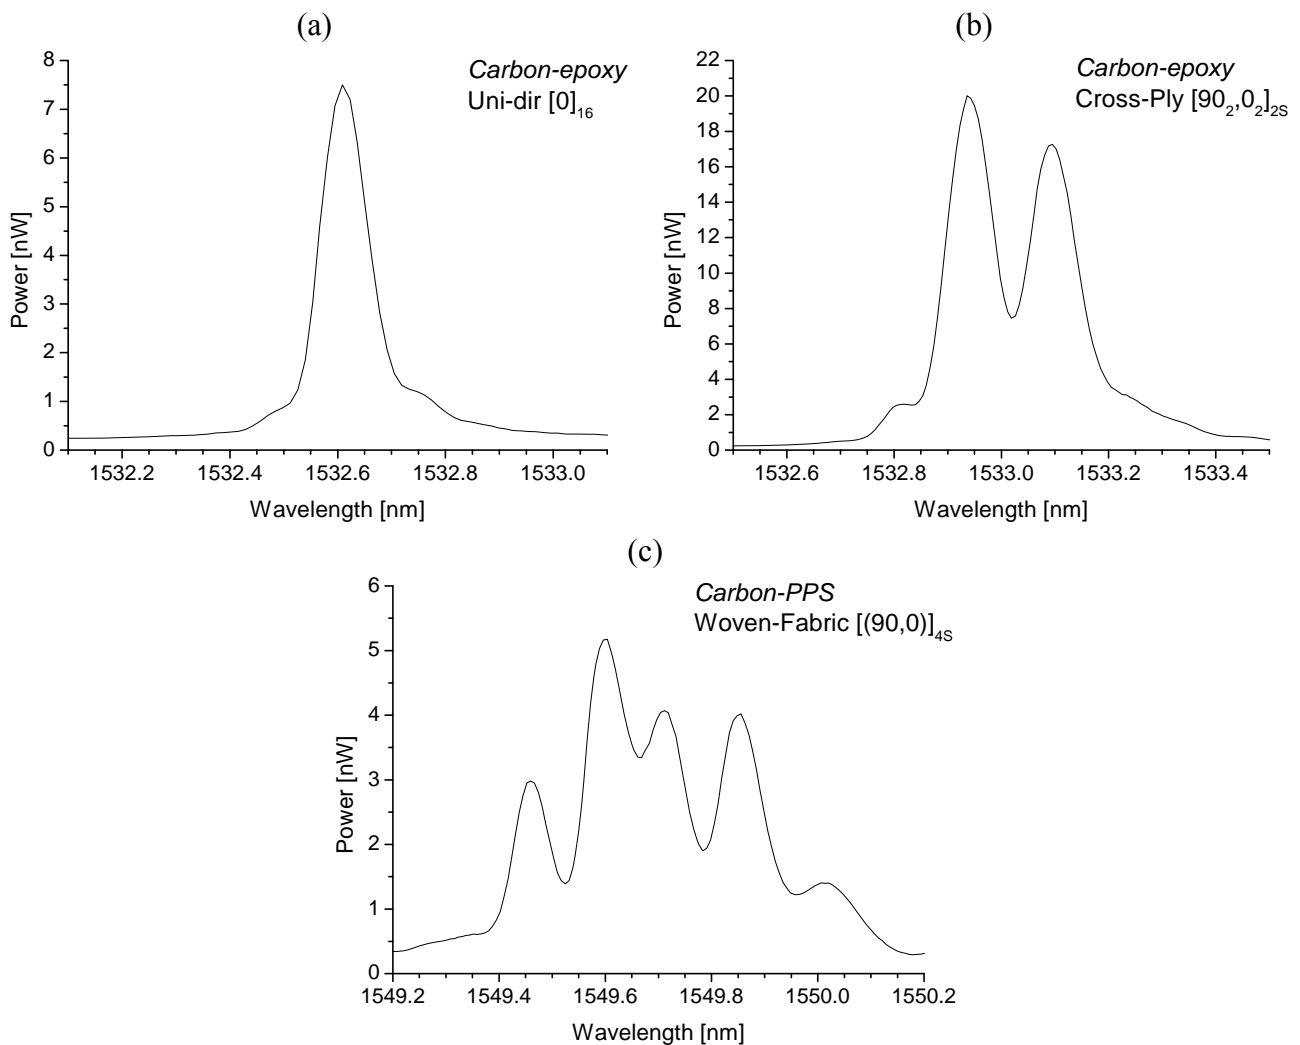 (a)
Carbon-epoxy
Uni-dir [0]16
8
7
6
5
4
3
2
1
0
Power [nW]
1532.2 1532.4 1532.6 1532.8 1533.0
Wavelength [nm]
(b)
Carbon-epoxy
Cross-Ply [902,02]2S
22
20
18
16
14
12
10
8
6
4
2
0
Power [nW]
1532.6 1532.8 1533.0 1533.2 1533.4
Wavelength [nm]
(c)
Carbon-PPS
Woven-Fabric [(90,0)]4S
6
5
4
3
2
1
0
Power [nW]
1549.2 1549.4 1549.6 1549.8 1550.0 1550.2
Wavelength [nm]